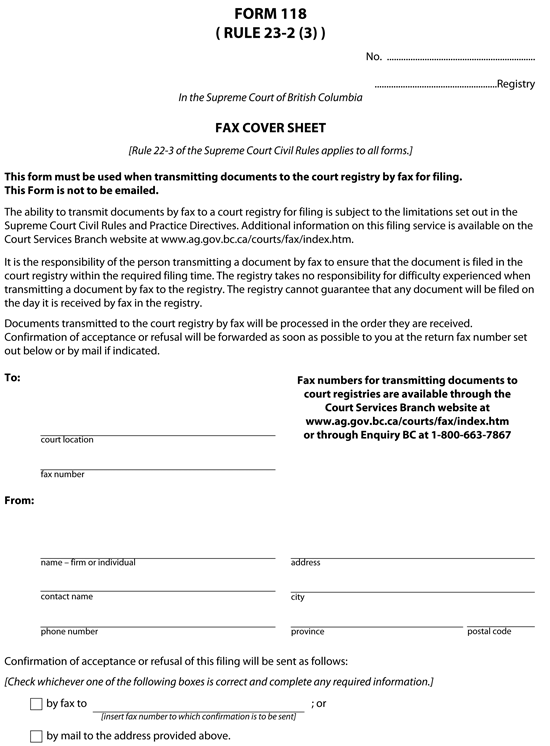 FORM 118
( RULE 23-2 (3) )
No. ............................................................
..................................................Registry
In the Supreme Court of British Columbia
FAX COVER SHEET
[Rule 22-3 of the Supreme Court Civil Rules applies to all forms.]
This form must be used when transmitting documents to the court registry by fax for filing.
This Form is not to be emailed.
The ability to transmit documents by fax to a court registry for filing is subject to the limitations set out in the
Supreme Court Civil Rules and Practice Directives. Additional information on this filing service is available on the
Court Services Branch website at www.ag.gov.bc.ca/courts/fax/index.htm.
It is the responsibility of the person transmitting a document by fax to ensure that the document is filed in the
court registry within the required filing time. The registry takes no responsibility for difficulty experienced when
transmitting a document by fax to the registry. The registry cannot guarantee that any document will be filed on
the day it is received by fax in the registry.
Documents transmitted to the court registry by fax will be processed in the order they are received.
Confirmation of acceptance or refusal will be forwarded as soon as possible to you at the return fax number set
out below or by mail if indicated.
To:
Fax numbers for transmitting documents to
court registries are available through the
Court Services Branch website at
www.ag.gov.bc.ca/courts/fax/index.htm
or through Enquiry BC at 1-800-663-7867
court location
fax number
From:
name – firm or individual
address
contact name
city
phone number
province
postal code
Confirmation of acceptance or refusal of this filing will be sent as follows:
[Check whichever one of the following boxes is correct and complete any required information.]
by fax to ; or
[insert fax number to which confirmation is to be sent]
by mail to the address provided above.